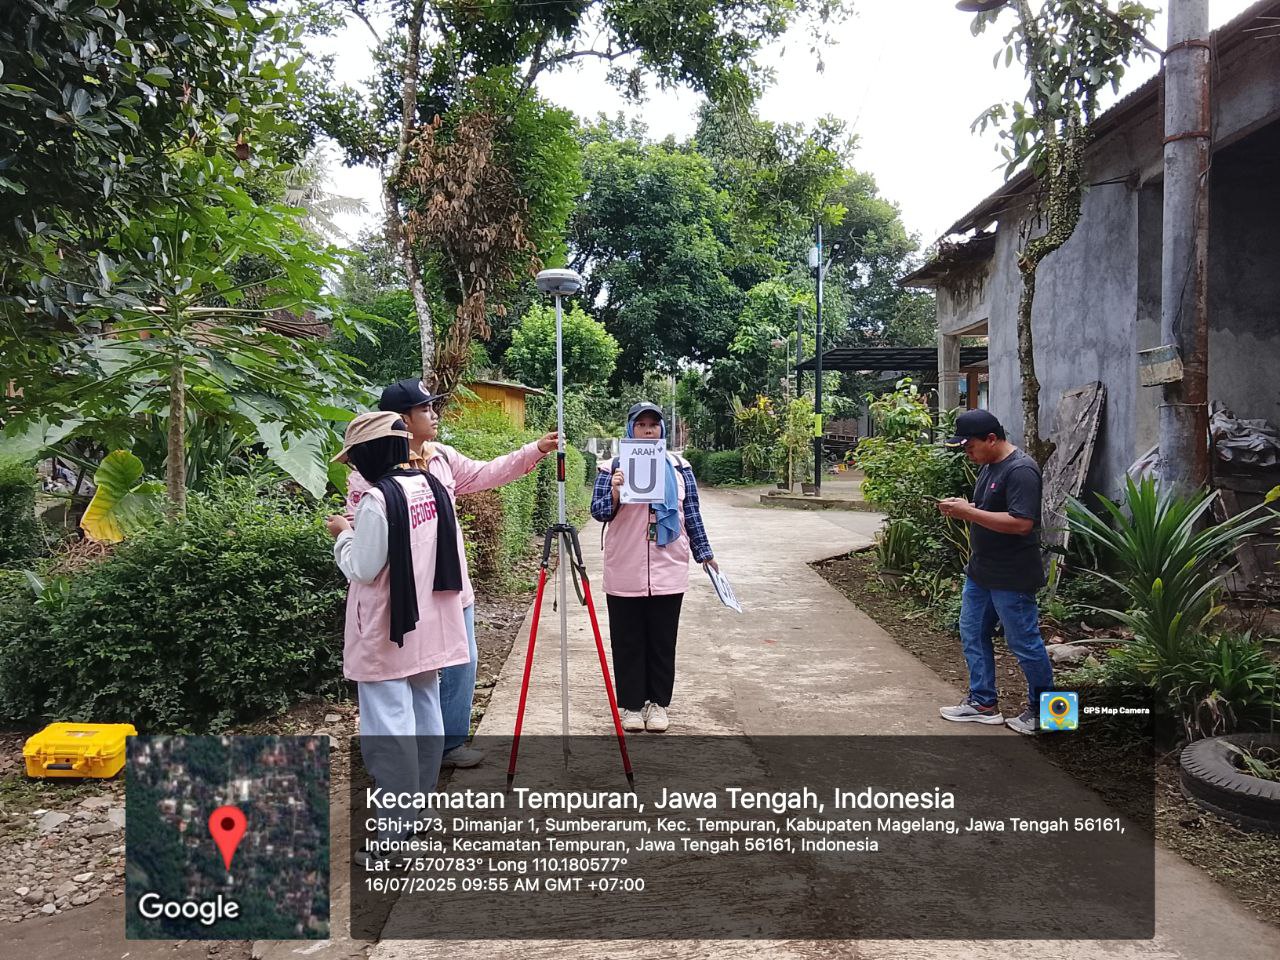 ARAH
U
GEOGR
GPS Map Camera
Kecamatan Tempuran, Jawa Tengah, Indonesia
C5hj+p73, Dimanjar 1, Sumberarum, Kec. Tempuran, Kabupaten Magelang, Jawa Tengah 56161,
Indonesia, Kecamatan Tempuran, Jawa Tengah 56161, Indonesia
Lat -7.570783° Long 110.180577°
16/07/2025 09:55 AM GMT +07:00
Google